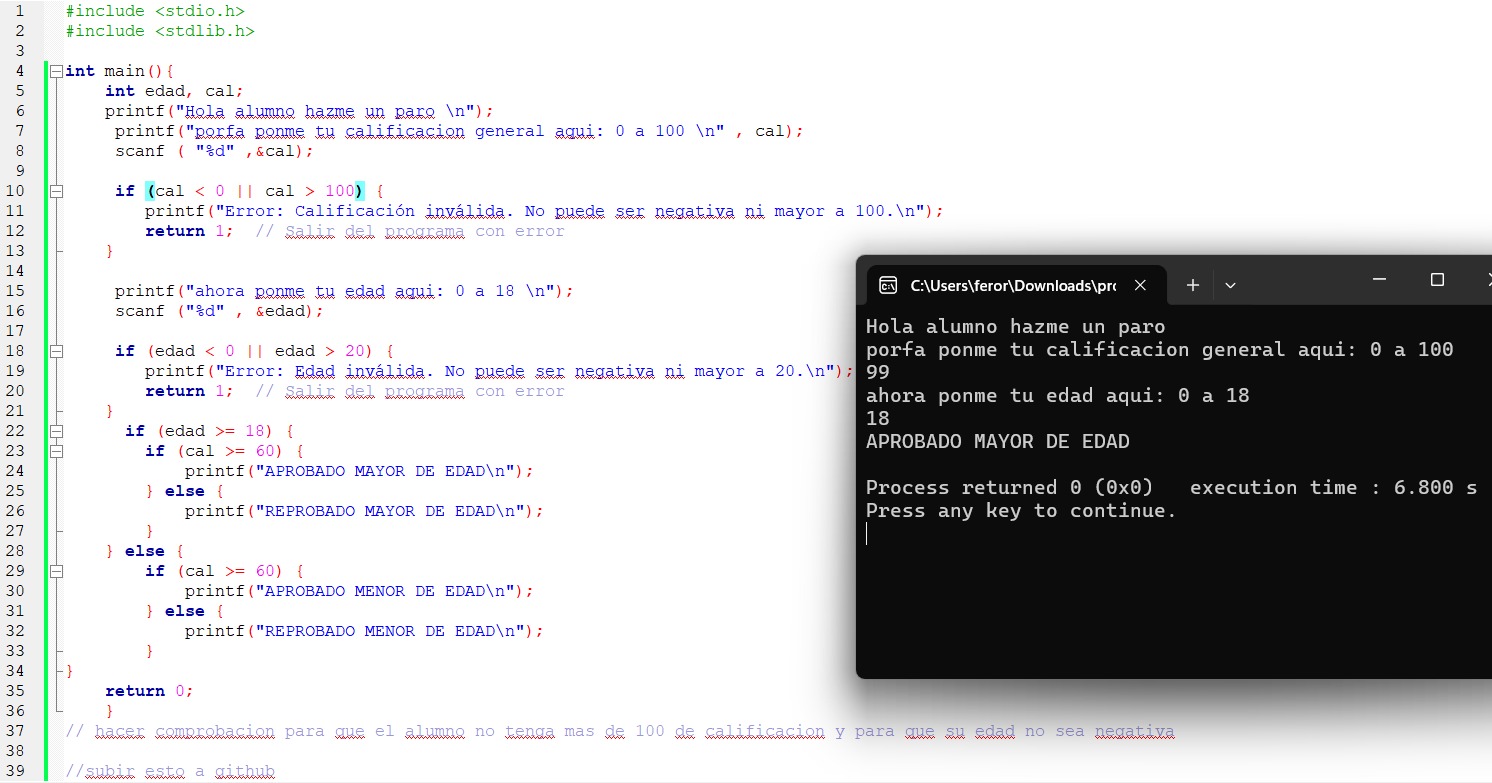 1 #include <stdio.h>
2 #include <stdlib.h>
3
4 int main(){
5 int edad, cal;
6 printf("Hola alumno hazme un paro \n");
7 printf("porfa ponme tu calificacion general aqui: 0 a 100 \n" , cal);
8 scanf ( "%d" ,&cal);
9
10 if (cal < 0 || cal > 100) {
11 printf("Error: Calificación inválida. No puede ser negativa ni mayor a 100.\n");
12 return 1; // Salir del programa con error
13 }
14
15 printf("ahora ponme tu edad aqui: 0 a 18 \n");
16 scanf ("%d" , &edad);
17
18 if (edad < 0 || edad > 20) {
19 printf("Error: Edad inválida. No puede ser negativa ni mayor a 20.\n");
20 return 1; // Salir del programa con error
21 }
22 if (edad >= 18) {
23 if (cal >= 60) {
24 printf("APROBADO MAYOR DE EDAD\n");
25 } else {
26 printf("REPROBADO MAYOR DE EDAD\n");
27 }
28 } else {
29 if (cal >= 60) {
30 printf("APROBADO MENOR DE EDAD\n");
31 } else {
32 printf("REPROBADO MENOR DE EDAD\n");
33 }
34 }
35 return 0;
36 }
37 // hacer comprobacion para que el alumno no tenga mas de 100 de calificacion y para que su edad no sea negativa
38
39 //subir esto a github
C:\Users\feror\Downloads\pro
Hola alumno hazme un paro
porfa ponme tu calificacion general aqui: 0 a 100
99
ahora ponme tu edad aqui: 0 a 18
18
APROBADO MAYOR DE EDAD
Process returned 0 (0x0) execution time : 6.800 s
Press any key to continue.